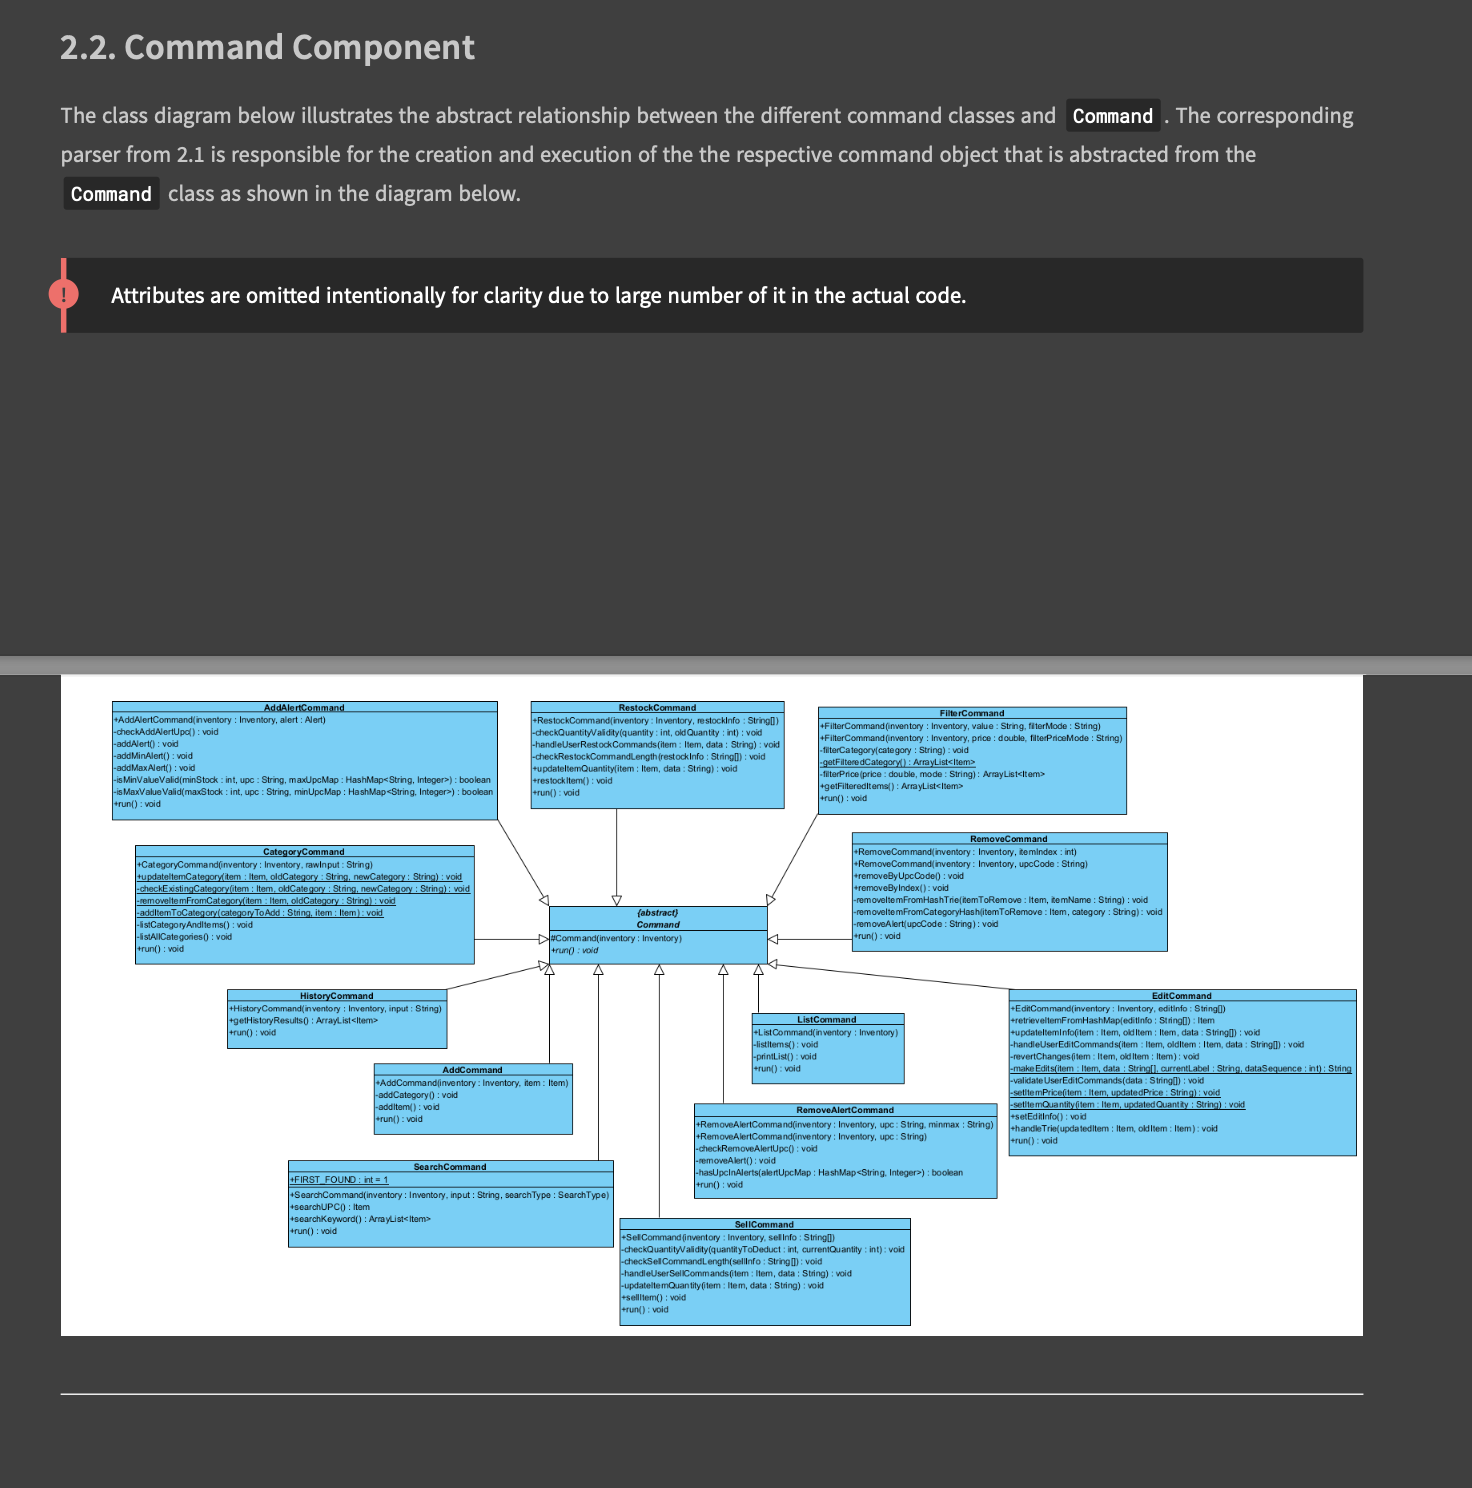 2.2. Command Component
The class diagram below illustrates the abstract relationship between the different command classes and Command . The corresponding
parser from 2.1 is responsible for the creation and execution of the the respective command object that is abstracted from the
Command class as shown in the diagram below.
! Attributes are omitted intentionally for clarity due to large number of it in the actual code.
AddAlertCommand
+AddAlertCommand(inventory : Inventory, alert : Alert)
-checkAddAlertUpc() : void
-addAlert() : void
-addMinAlert() : void
-addMaxAlert() : void
-isMinValueValid(minStock : int, upc : String, maxUpcMap : HashMap<String, Integer>) : boolean
-isMaxValueValid(maxStock : int, upc : String, minUpcMap : HashMap<String, Integer>) : boolean
+run() : void
RestockCommand
+RestockCommand(inventory : Inventory, restockInfo : String[])
-checkQuantityValidity(quantity : int, oldQuantity : int) : void
-handleUserRestockCommands(item : Item, data : String) : void
-checkRestockCommandLength(restockInfo : String[]) : void
+updateItemQuantity(item : Item, data : String) : void
+restockItem() : void
+run() : void
FilterCommand
+FilterCommand(inventory : Inventory, value : String, filterMode : String)
+FilterCommand(inventory : Inventory, price : double, filterPriceMode : String)
-filterCategory(category : String) : void
-getFilteredCategory() : ArrayList<Item>
-filterPrice(price : double, mode : String) : ArrayList<Item>
+getFilteredItems() : ArrayList<Item>
+run() : void
CategoryCommand
+CategoryCommand(inventory : Inventory, rawInput : String)
+updateItemCategory(item : Item, oldCategory : String, newCategory : String) : void
-checkExistingCategory(item : Item, oldCategory : String, newCategory : String) : void
-removeItemFromCategory(item : Item, oldCategory : String) : void
-addItemToCategory(categoryToAdd : String, item : Item) : void
-listCategoryAndItems() : void
-listAllCategories() : void
+run() : void
RemoveCommand
+RemoveCommand(inventory : Inventory, itemIndex : int)
+RemoveCommand(inventory : Inventory, upcCode : String)
+removeByUpcCode() : void
+removeByIndex() : void
-removeItemFromHashTrie(itemToRemove : Item, itemName : String) : void
-removeItemFromCategoryHash(itemToRemove : Item, category : String) : void
-removeAlert(upcCode : String) : void
+run() : void
{abstract}
Command
#Command(inventory : Inventory)
+run() : void
HistoryCommand
+HistoryCommand(inventory : Inventory, input : String)
+getHistoryResults() : ArrayList<Item>
+run() : void
EditCommand
+EditCommand(inventory : Inventory, editInfo : String[])
+retrieveItemFromHashMap(editInfo : String[]) : Item
+updateItemInfo(item : Item, oldItem : Item, data : String[]) : void
-handleUserEditCommands(item : Item, oldItem : Item, data : String[]) : void
-revertChanges(item : Item, oldItem : Item) : void
-makeEdits(item : Item, data : String[], currentLabel : String, dataSequence : int) : String
-validateUserEditCommands(data : String[]) : void
-setItemPrice(item : Item, updatedPrice : String) : void
-setItemQuantity(item : Item, updatedQuantity : String) : void
+setEditInfo() : void
+handleTrie(updatedItem : Item, oldItem : Item) : void
+run() : void
ListCommand
+ListCommand(inventory : Inventory)
-listItems() : void
-printList() : void
+run() : void
AddCommand
+AddCommand(inventory : Inventory, item : Item)
-addCategory() : void
-addItem() : void
+run() : void
RemoveAlertCommand
+RemoveAlertCommand(inventory : Inventory, upc : String, minmax : String)
+RemoveAlertCommand(inventory : Inventory, upc : String)
-checkRemoveAlertUpc() : void
-removeAlert() : void
-hasUpcInAlerts(alertUpcMap : HashMap<String, Integer>) : boolean
+run() : void
SearchCommand
+FIRST_FOUND : int = 1
+SearchCommand(inventory : Inventory, input : String, searchType : SearchType)
+searchUPC() : Item
+searchKeyword() : ArrayList<Item>
+run() : void
SellCommand
+SellCommand(inventory : Inventory, sellInfo : String[])
-checkQuantityValidity(quantityToDeduct : int, currentQuantity : int) : void
-checkSellCommandLength(sellInfo : String[]) : void
-handleUserSellCommands(item : Item, data : String) : void
-updateItemQuantity(item : Item, data : String) : void
+sellItem() : void
+run() : void